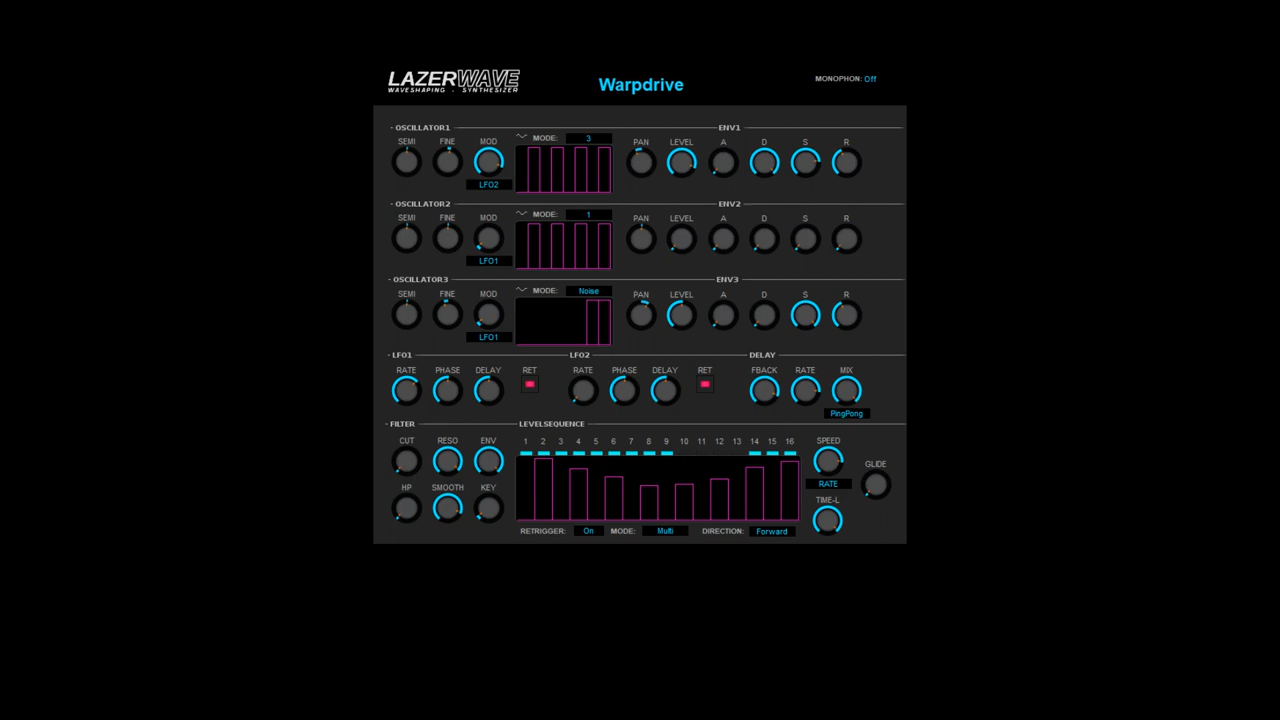 LAZERWAVE
WAVESHAPING - SYNTHESIZER
Warpdrive
MONOPHON: Off
OSCILLATOR1 ENV1
SEMI FINE MOD MODE: 3 PAN LEVEL A D S R
LFO2
OSCILLATOR2 ENV2
SEMI FINE MOD MODE: 1 PAN LEVEL A D S R
LFO1
OSCILLATOR3 ENV3
SEMI FINE MOD MODE: Noise PAN LEVEL A D S R
LFO1
LFO1 LFO2 DELAY
RATE PHASE DELAY RET RATE PHASE DELAY RET FBACK RATE MIX
PingPong
FILTER LEVELSEQUENCE
CUT RESO ENV 1 2 3 4 5 6 7 8 9 10 11 12 13 14 15 16 SPEED
GLIDE
RATE
HP SMOOTH KEY
TIME-L
RETRIGGER: On MODE: Multi DIRECTION: Forward